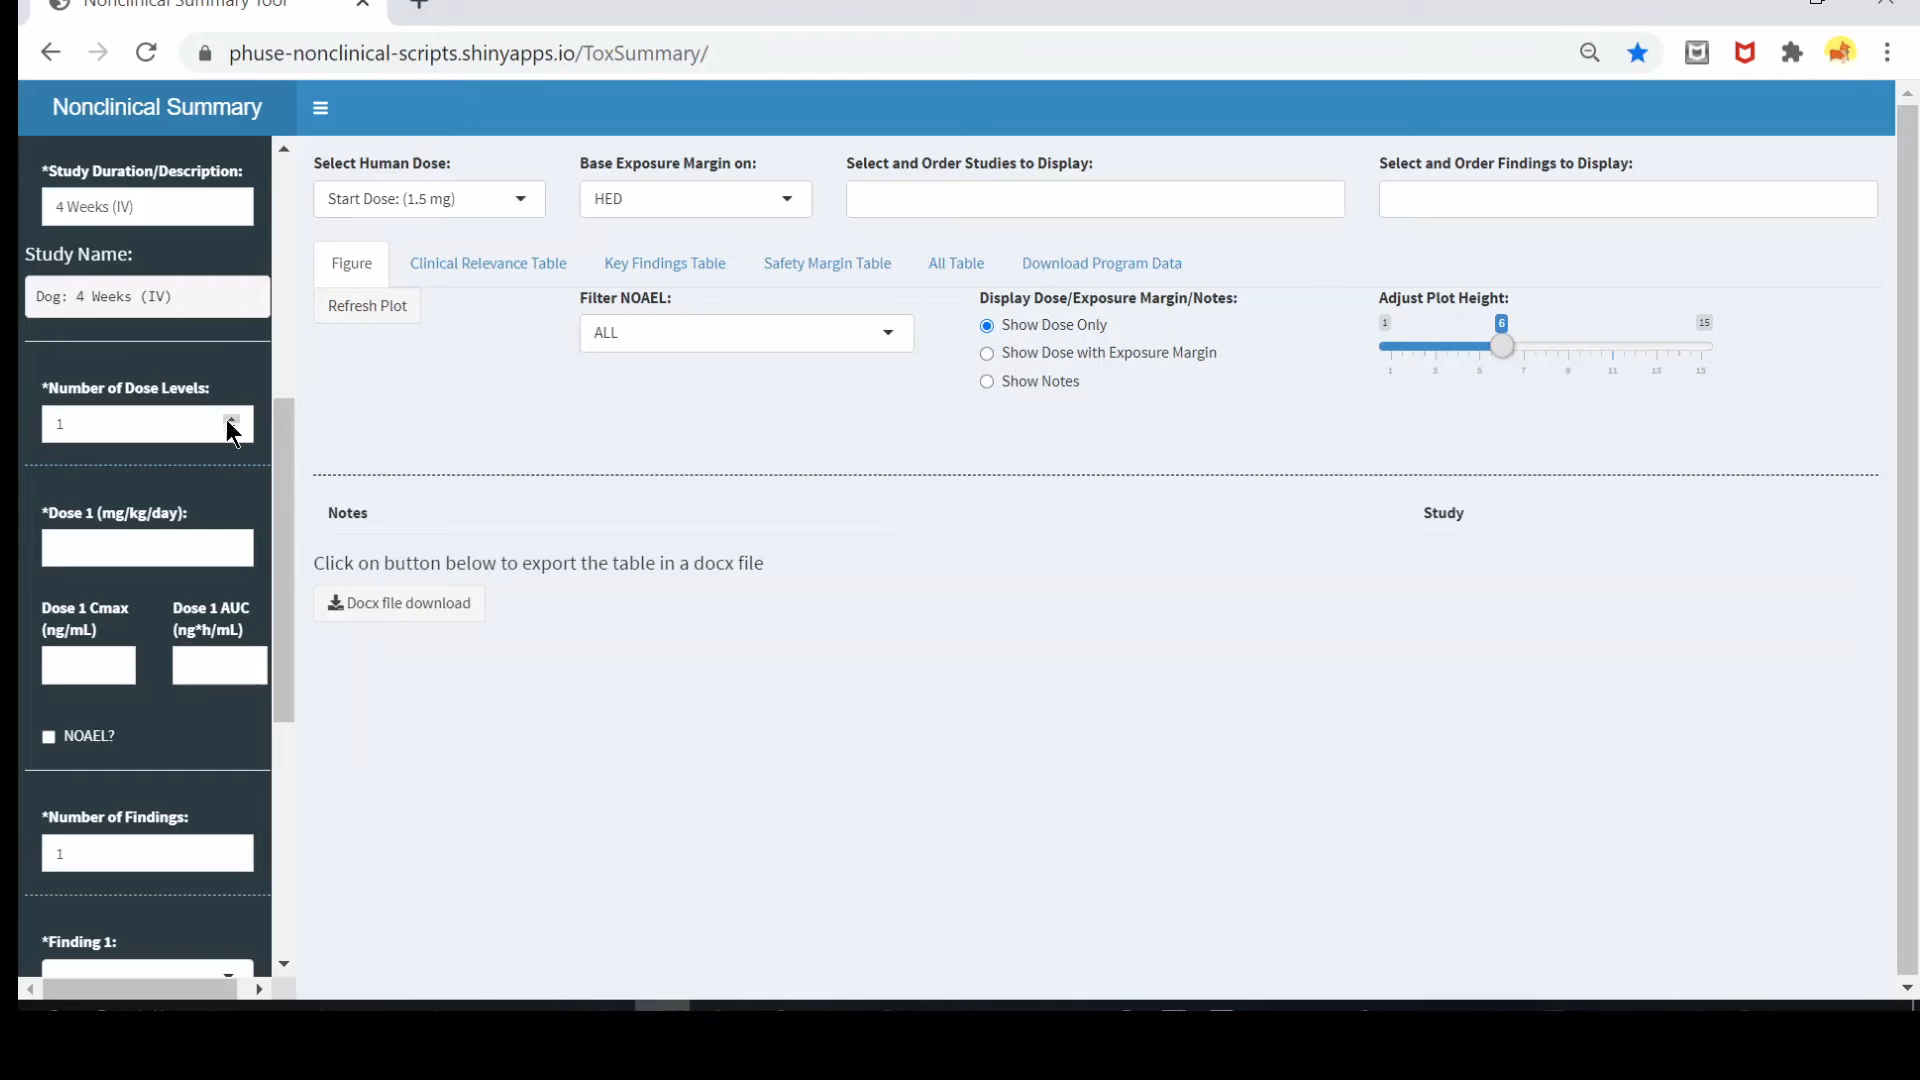 Nonclinical Summary Tool
phuse-nonclinical-scripts.shinyapps.io/ToxSummary/
Nonclinical Summary
*Study Duration/Description:
4 Weeks (IV)
Study Name:
Dog: 4 Weeks (IV)
*Number of Dose Levels:
1
*Dose 1 (mg/kg/day):
Dose 1 Cmax (ng/mL)
Dose 1 AUC (ng*h/mL)
NOAEL?
*Number of Findings:
1
*Finding 1:
Select Human Dose:
Start Dose: (1.5 mg)
Base Exposure Margin on:
HED
Select and Order Studies to Display:
Select and Order Findings to Display:
Figure
Clinical Relevance Table
Key Findings Table
Safety Margin Table
All Table
Download Program Data
Refresh Plot
Filter NOAEL:
ALL
Display Dose/Exposure Margin/Notes:
Show Dose Only
Show Dose with Exposure Margin
Show Notes
Adjust Plot Height:
1 6 15
1 3 5 7 9 11 13 15
Notes Study
Click on button below to export the table in a docx file
Docx file download